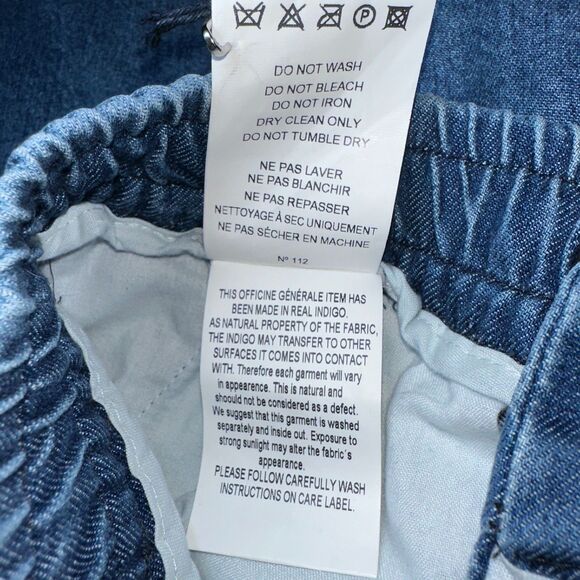 P
DO NOT WASH
DO NOT BLEACH
DO NOT IRON
DRY CLEAN ONLY
DO NOT TUMBLE DRY
NE PAS LAVER
NE PAS BLANCHIR
NE PAS REPASSER
NETTOYAGE À SEC UNIQUEMENT
NE PAS SÉCHER EN MACHINE
Nº 112
THIS OFFICINE GÉNÉRALE ITEM HAS
BEEN MADE IN REAL INDIGO.
AS NATURAL PROPERTY OF THE FABRIC,
THE INDIGO MAY TRANSFER TO OTHER
SURFACES IT COMES INTO CONTACT
WITH. Therefore each garment will vary
in appearance. This is natural and
should not be considered as a defect.
We suggest that this garment is washed
separately and inside out. Exposure to
strong sunlight may alter the fabric´s
appearance.
PLEASE FOLLOW CAREFULLY WASH
INSTRUCTIONS ON CARE LABEL.